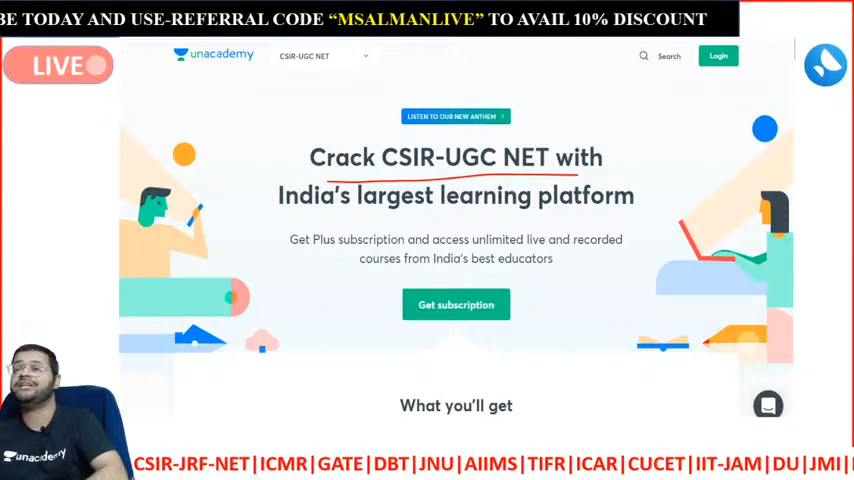 BE TODAY AND USE-REFERRAL CODE “MSALMANLIVE” TO AVAIL 10% DISCOUNT
LIVE
unacademy
CSIR-UGC NET
Search
Login
LISTEN TO OUR NEW ANTHEM
Crack CSIR-UGC NET with
India's largest learning platform
Get Plus subscription and access unlimited live and recorded
courses from India's best educators
Get subscription
What you'll get
unacademy
CSIR-JRF-NET|ICMR|GATE|DBT|JNU|AIIMS|TIFR|ICAR|CUCET|IIT-JAM|DU|JMI|